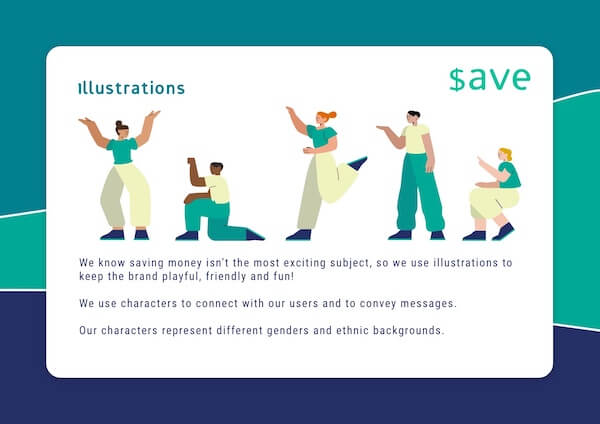 Illustrations
$ave
We know saving money isn't the most exciting subject, so we use illustrations to
keep the brand playful, friendly and fun!
We use characters to connect with our users and to convey messages.
Our characters represent different genders and ethnic backgrounds.